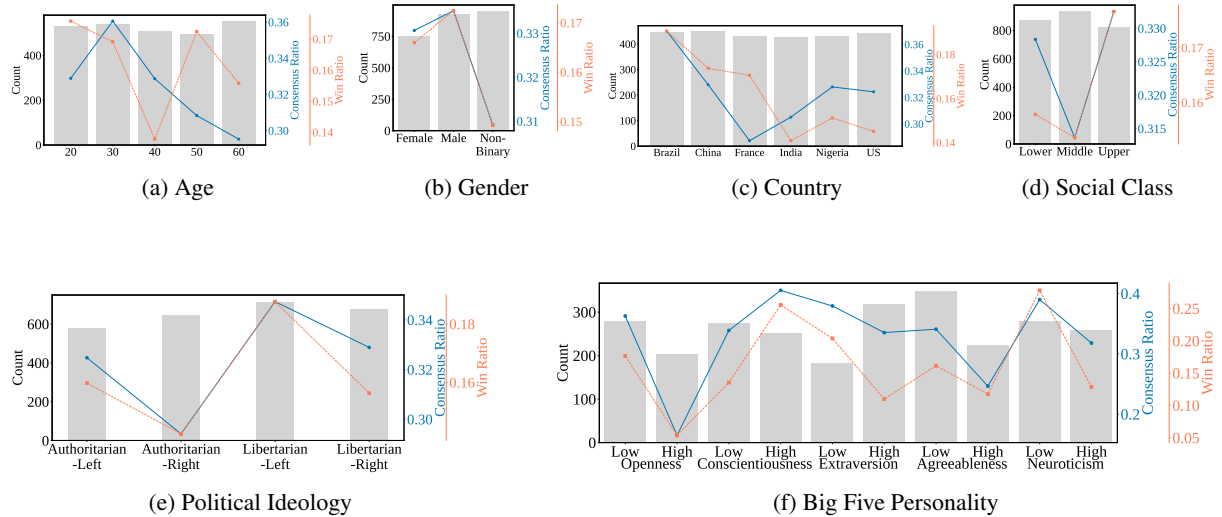 Count
400
200
0
20 30 40 50 60
0.36
0.33
0.30
Consensus Ratio
0.17
0.16
0.15
0.14
Win Ratio
(a) Age
Count
750
500
250
0
Female Male Non-
Binary
0.33
0.32
0.31
Consensus Ratio
0.17
0.16
0.15
Win Ratio
(b) Gender
Count
400
300
200
100
0
Brazil China France India Nigeria US
0.36
0.32
0.30
Consensus Ratio
0.18
0.16
0.14
Win Ratio
(c) Country
Count
800
600
400
200
0
Lower Middle Upper
0.330
0.325
0.320
0.315
Consensus Ratio
0.17
0.16
Win Ratio
(d) Social Class
Count
600
400
200
0
Authoritarian Authoritarian Libertarian Libertarian
-Left -Right -Left -Right
0.34
0.30
Consensus Ratio
0.18
0.16
Win Ratio
(e) Political Ideology
Count
300
200
100
0
Low High Low High Low High Low High Low High
Openness Conscientiousness Extraversion Agreeableness Neuroticism
0.4
0.3
0.2
Consensus Ratio
0.25
0.20
0.15
0.10
0.05
Win Ratio
(f) Big Five Personality